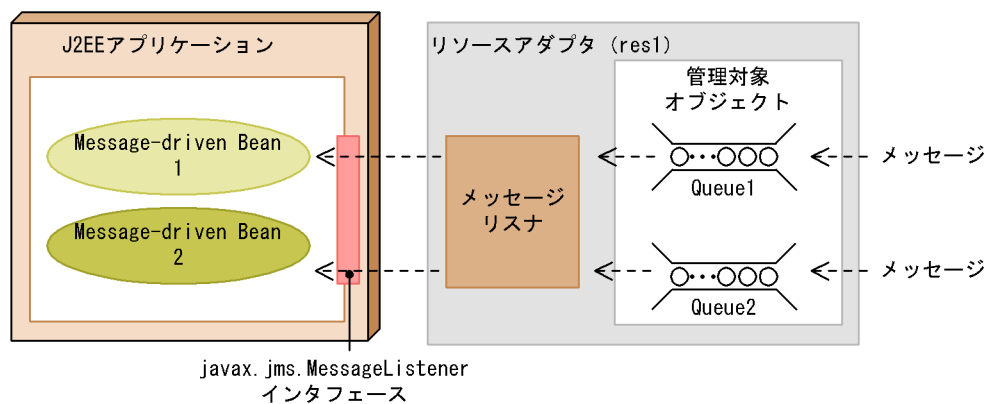 J2EEアプリケーション
Message-driven Bean
1
Message-driven Bean
2
javax.jms.MessageListener
インタフェース
リソースアダプタ（res1）
メッセージ
リスナ
管理対象
オブジェクト
Queue1
Queue2
メッセージ
メッセージ